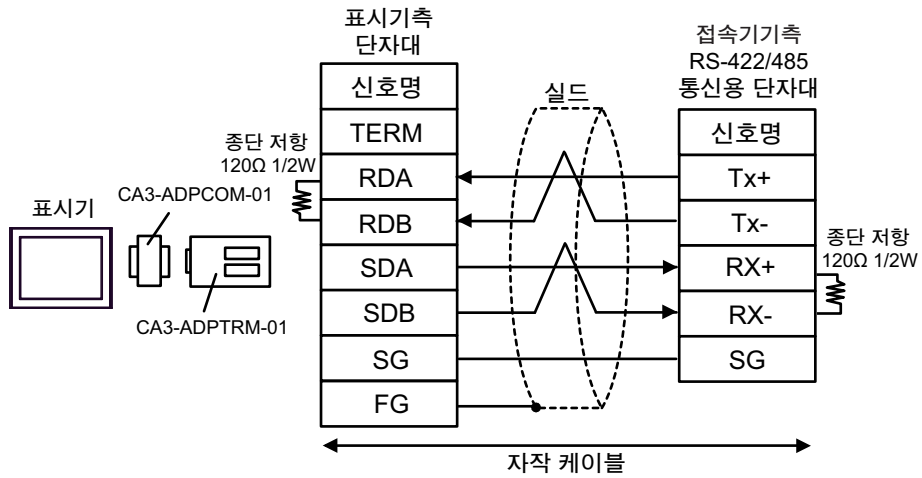 표시기측
단자대
신호명
TERM
RDA
RDB
SDA
SDB
SG
FG
종단 저항
120Ω 1/2W
표시기
CA3-ADPCOM-01
CA3-ADPTRM-01
실드
접속기기측
RS-422/485
통신용 단자대
신호명
Tx+
Tx-
RX+
RX-
SG
종단 저항
120Ω 1/2W
자작 케이블